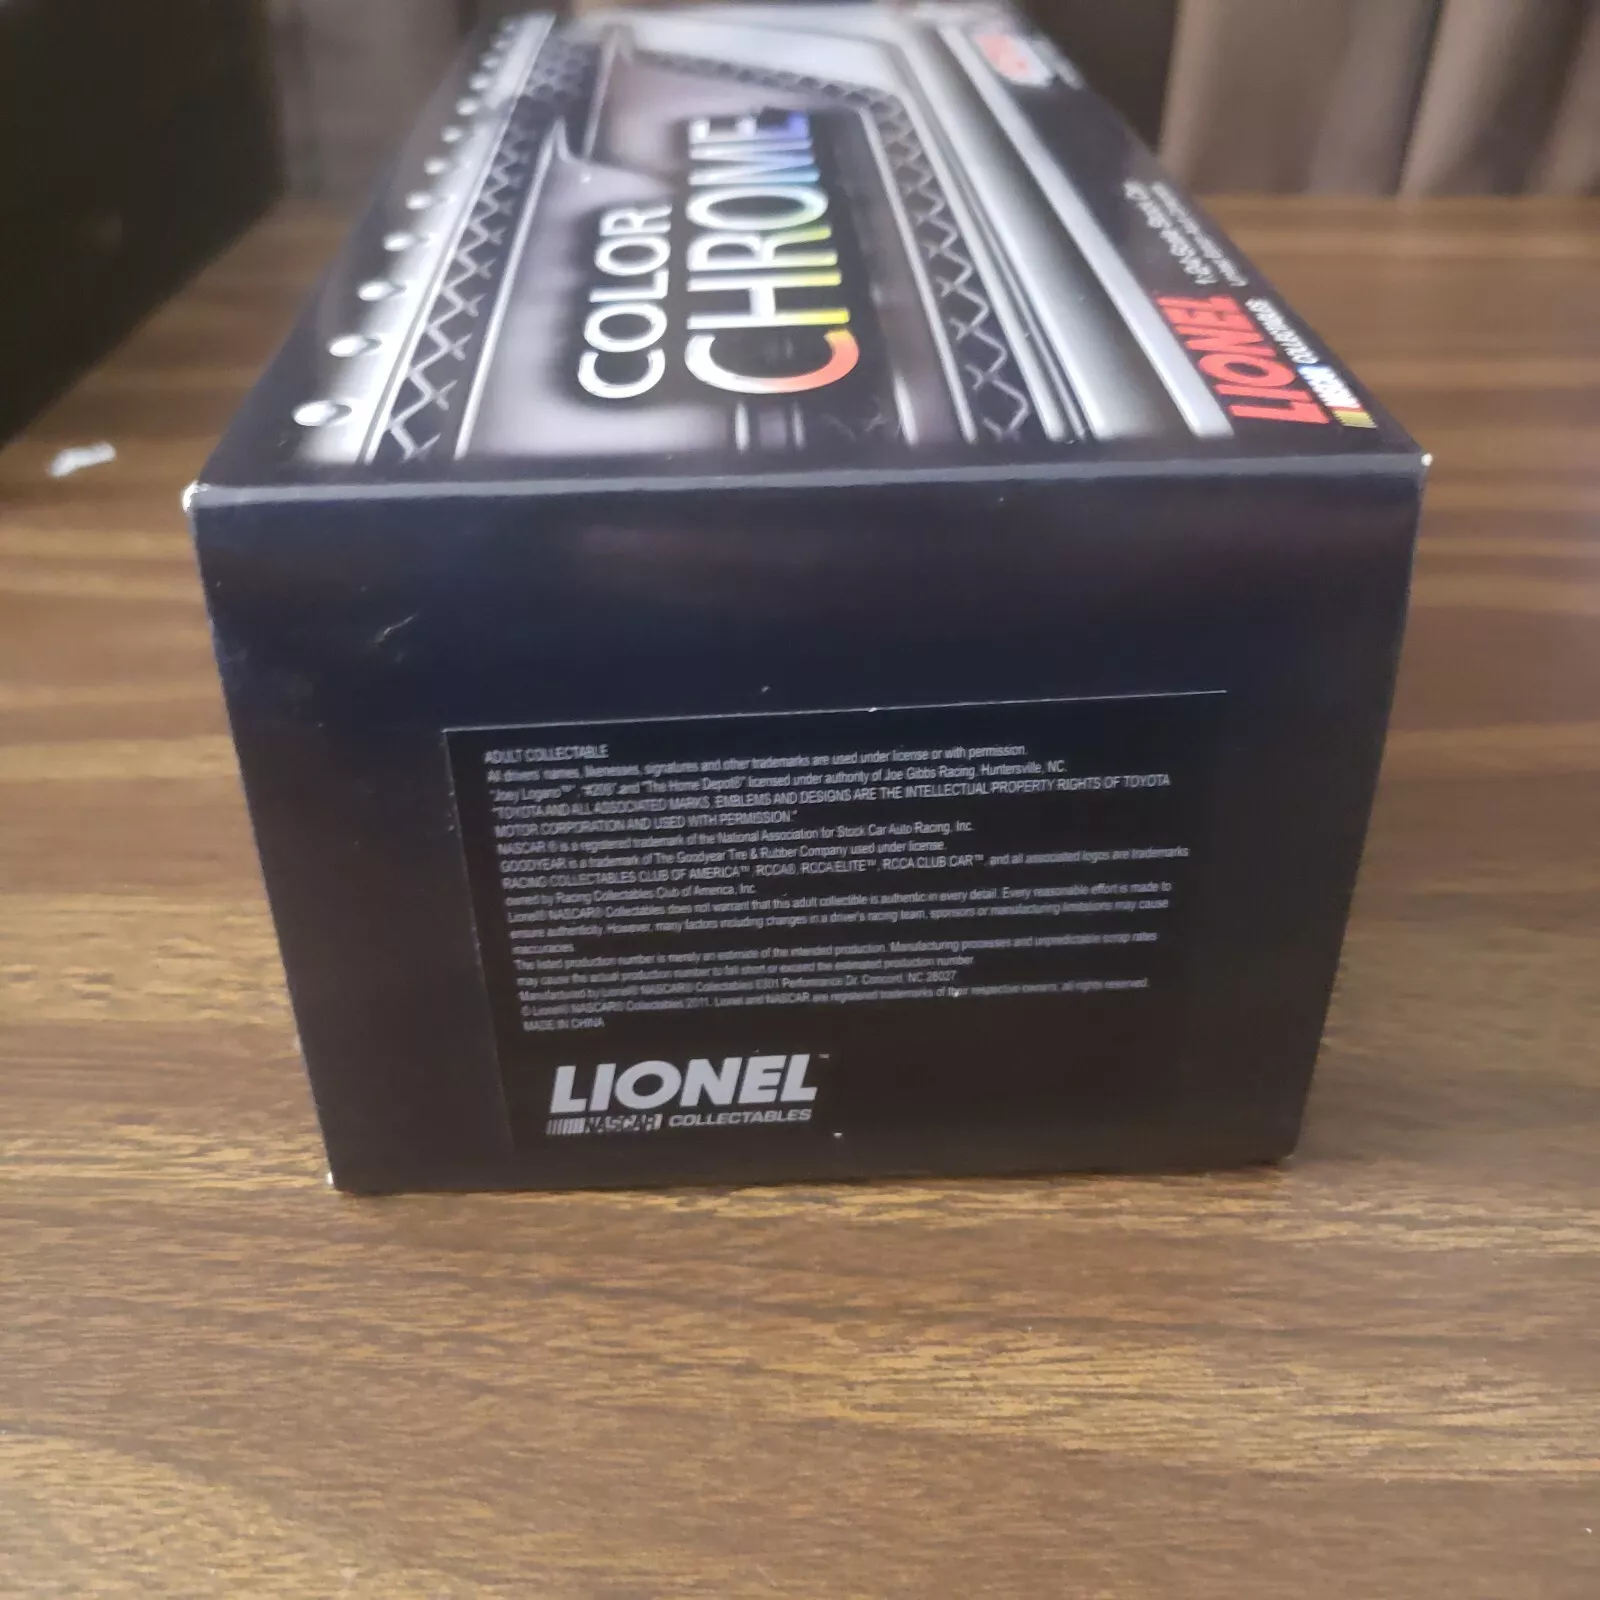 COLOR
CHROME
LIONEL
NASCAR COLLECTABLES
1:24 Scale Stock Car
ADULT COLLECTABLE
All drivers' names, likenesses, signatures and other trademarks are used under license or with permission.
"Joey Logano™", "#20®" and "The Home Depot®" licensed under authority of Joe Gibbs Racing, Huntersville, NC.
"TOYOTA AND ALL ASSOCIATED MARKS, EMBLEMS AND DESIGNS ARE THE INTELLECTUAL PROPERTY RIGHTS OF TOYOTA
MOTOR CORPORATION AND USED WITH PERMISSION."
NASCAR ® is a registered trademark of the National Association for Stock Car Auto Racing, Inc.
GOODYEAR is a trademark of The Goodyear Tire & Rubber Company used under license.
RACING COLLECTABLES CLUB OF AMERICA™, RCCA®, RCCA ELITE™, RCCA CLUB CAR™, and all associated logos are trademarks
owned by Racing Collectables Club of America, Inc.
Lionel® NASCAR® Collectables does not warrant that this adult collectible is authentic in every detail. Every reasonable effort is made to
ensure authenticity. However, many factors including changes in a driver's racing team, sponsors or manufacturing limitations may cause
inaccuracies.
The listed production number is merely an estimate of the intended production. Manufacturing processes and unpredictable scrap rates
may cause the actual production number to fall short or exceed the estimated production number.
Manufactured by Lionel® NASCAR® Collectables 6301 Performance Dr. Concord, NC 28027
© Lionel® NASCAR® Collectables 2011. Lionel and NASCAR are registered trademarks of their respective owners, all rights reserved.
MADE IN CHINA
LIONEL™
NASCAR COLLECTABLES